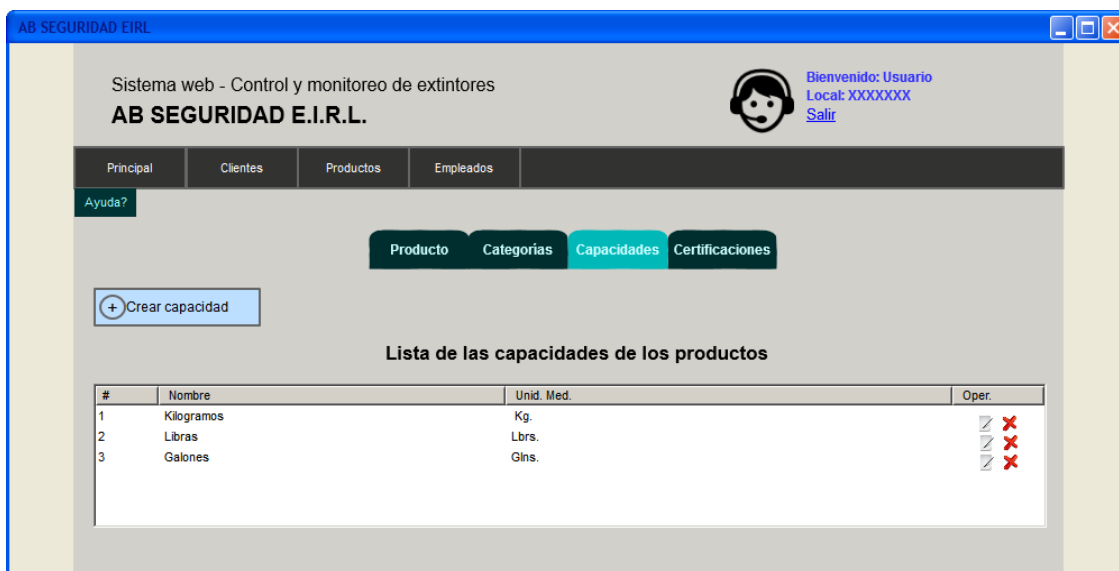 AB SEGURIDAD EIRL
Sistema web - Control y monitoreo de extintores
AB SEGURIDAD E.I.R.L.
Bienvenido: Usuario
Local: XXXXXXX
Salir
Principal Clientes Productos Empleados
Ayuda?
Producto Categorias Capacidades Certificaciones
+ Crear capacidad
Lista de las capacidades de los productos
# Nombre Unid. Med. Oper.
1 Kilogramos Kg.
2 Libras Lbrs.
3 Galones Glns.